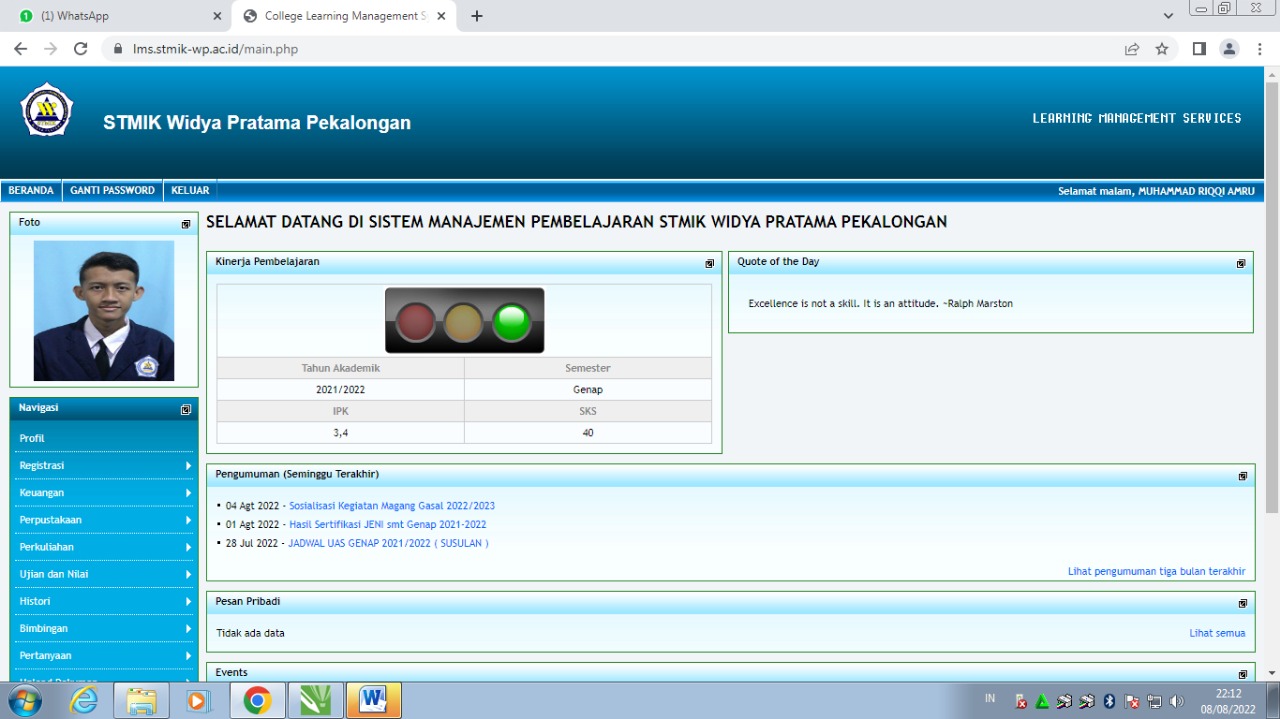 (1) WhatsApp
College Learning Management S
lms.stmik-wp.ac.id/main.php
STMIK Widya Pratama Pekalongan
LEARNING MANAGEMENT SERVICES
BERANDA GANTI PASSWORD KELUAR
Selamat malam, MUHAMMAD RIQQI AMRU
Foto
SELAMAT DATANG DI SISTEM MANAJEMEN PEMBELAJARAN STMIK WIDYA PRATAMA PEKALONGAN
Kinerja Pembelajaran
Tahun Akademik Semester
2021/2022 Genap
IPK SKS
3,4 40
Quote of the Day
Excellence is not a skill. It is an attitude. ~Ralph Marston
Navigasi
Profil
Registrasi
Keuangan
Perpustakaan
Perkuliahan
Ujian dan Nilai
Histori
Bimbingan
Pertanyaan
Upload Dokumen
Pengumuman (Seminggu Terakhir)
• 04 Agt 2022 - Sosialisasi Kegiatan Magang Gasal 2022/2023
• 01 Agt 2022 - Hasil Sertifikasi JENI smt Genap 2021-2022
• 28 Jul 2022 - JADWAL UAS GENAP 2021/2022 ( SUSULAN )
Lihat pengumuman tiga bulan terakhir
Pesan Pribadi
Tidak ada data
Lihat semua
Events
IN
22:12
08/08/2022